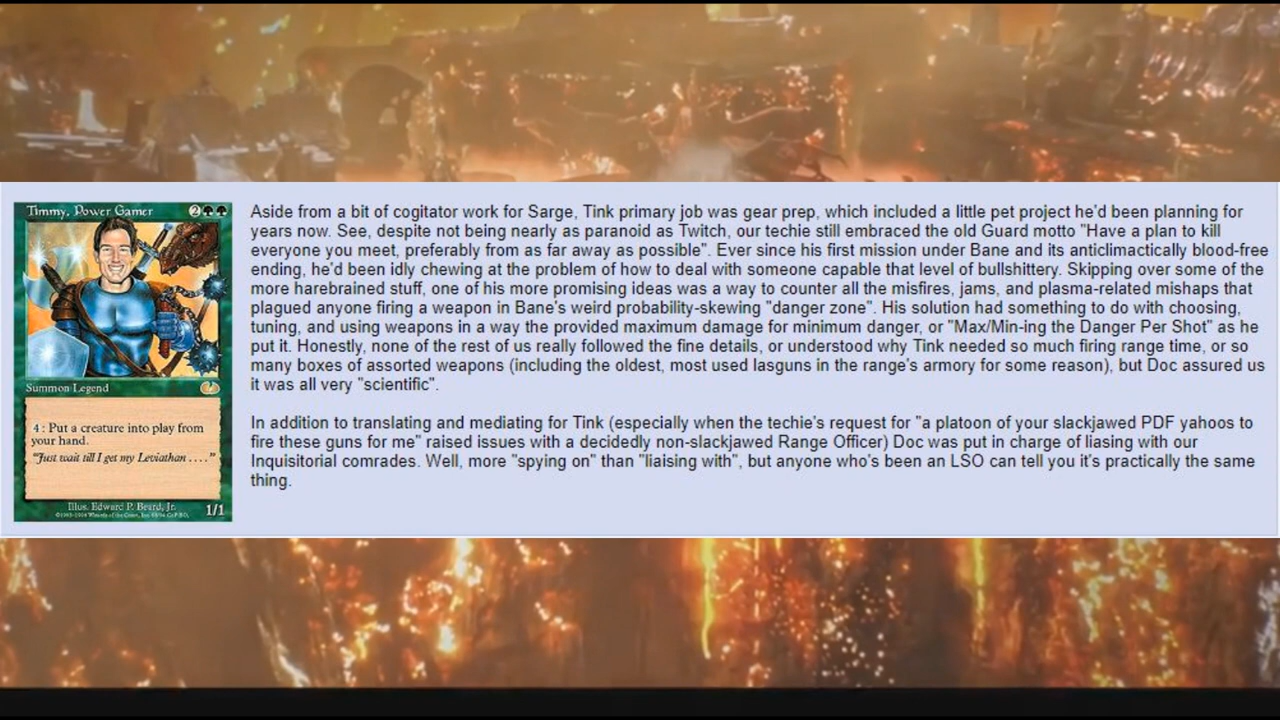 Timmy, Power Gamer
Summon Legend
4: Put a creature into play from
your hand.
"Just wait till I get my Leviathan . . . ."
Illus. Edward P. Beard, Jr.
1/1
Aside from a bit of cogitator work for Sarge, Tink primary job was gear prep, which included a little pet project he'd been planning for
years now. See, despite not being nearly as paranoid as Twitch, our techie still embraced the old Guard motto "Have a plan to kill
everyone you meet, preferably from as far away as possible". Ever since his first mission under Bane and its anticlimactically blood-free
ending, he'd been idly chewing at the problem of how to deal with someone capable that level of bullshittery. Skipping over some of the
more harebrained stuff, one of his more promising ideas was a way to counter all the misfires, jams, and plasma-related mishaps that
plagued anyone firing a weapon in Bane's weird probability-skewing "danger zone". His solution had something to do with choosing,
tuning, and using weapons in a way the provided maximum damage for minimum danger, or "Max/Min-ing the Danger Per Shot" as he
put it. Honestly, none of the rest of us really followed the fine details, or understood why Tink needed so much firing range time, or so
many boxes of assorted weapons (including the oldest, most used lasguns in the range's armory for some reason), but Doc assured us
it was all very "scientific".
In addition to translating and mediating for Tink (especially when the techie's request for "a platoon of your slackjawed PDF yahoos to
fire these guns for me" raised issues with a decidedly non-slackjawed Range Officer) Doc was put in charge of liasing with our
Inquisitorial comrades. Well, more "spying on" than "liaising with", but anyone who's been an LSO can tell you it's practically the same
thing.